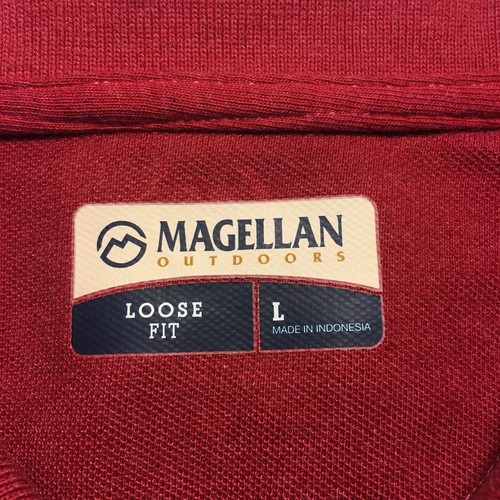 MAGELLAN
OUTDOORS
LOOSE
FIT
L
MADE IN INDONESIA